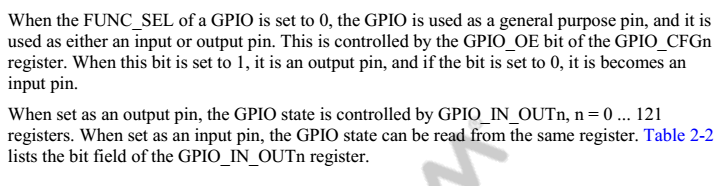 When the FUNC_SEL of a GPIO is set to 0, the GPIO is used as a general purpose pin, and it is
used as either an input or output pin. This is controlled by the GPIO_OE bit of the GPIO_CFGn
register. When this bit is set to 1, it is an output pin, and if the bit is set to 0, it is becomes an
input pin.
When set as an output pin, the GPIO state is controlled by GPIO_IN_OUTn, n = 0 ... 121
registers. When set as an input pin, the GPIO state can be read from the same register. Table 2-2
lists the bit field of the GPIO_IN_OUTn register.